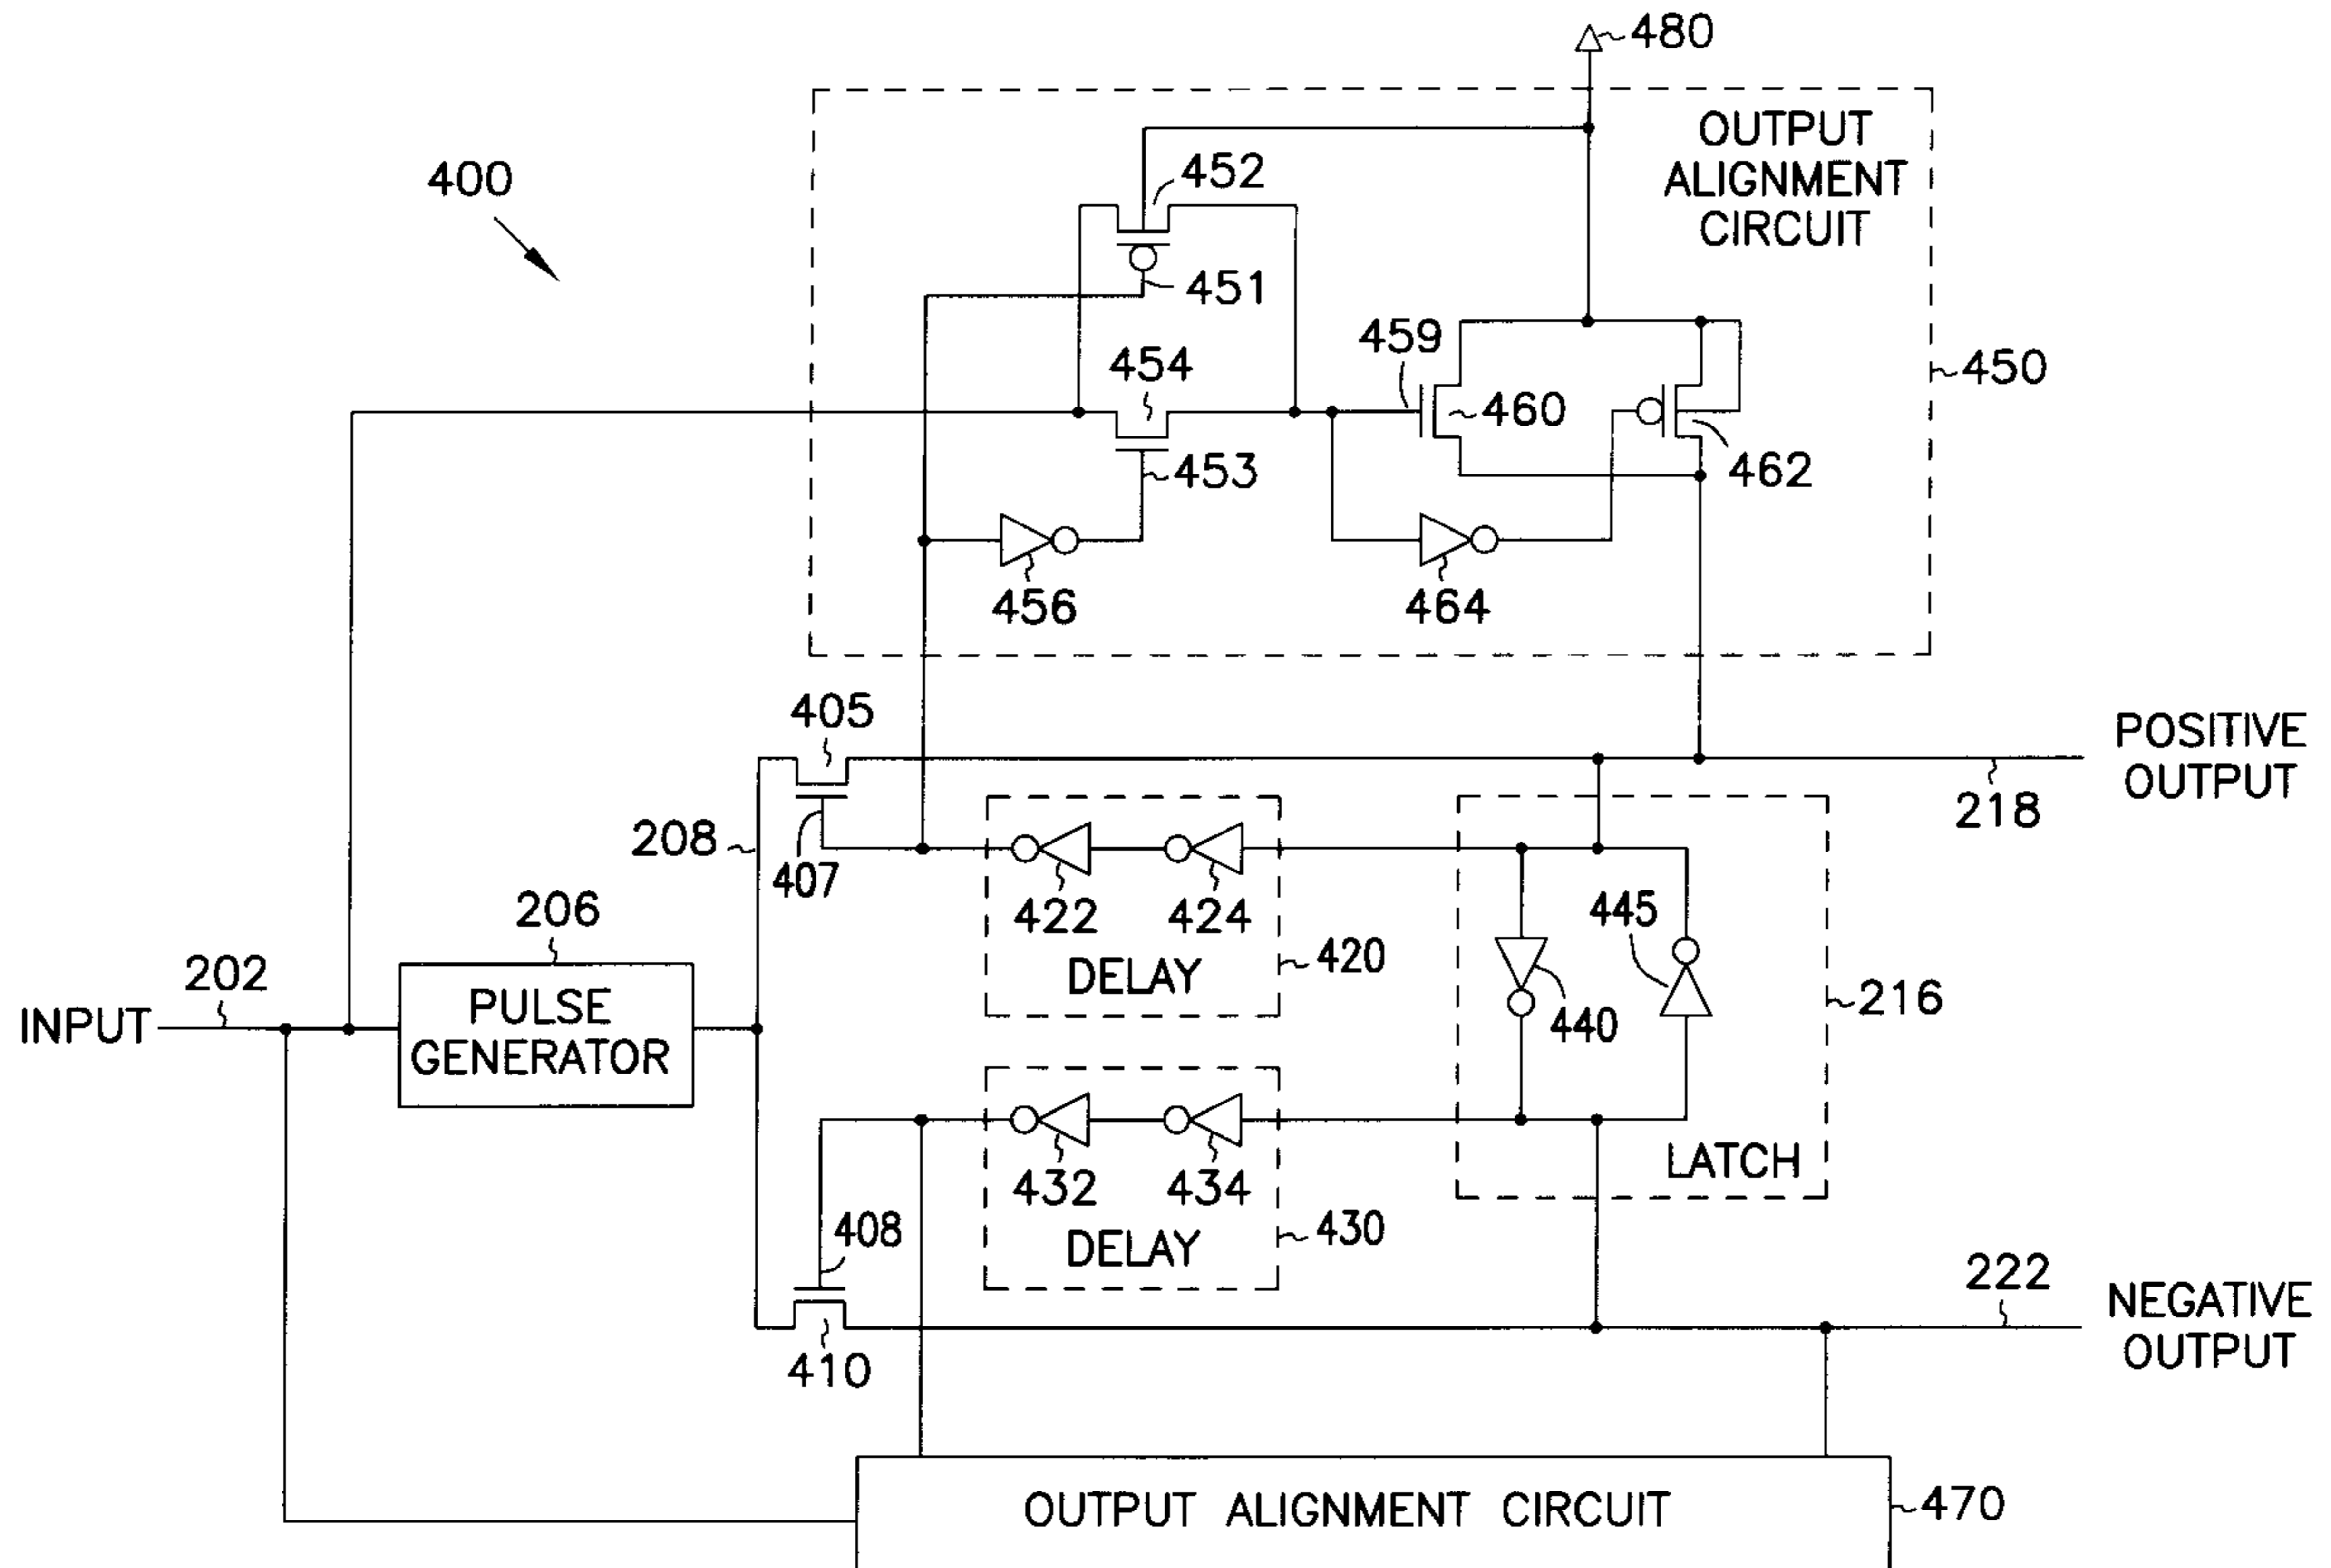 480
OUTPUT
ALIGNMENT
CIRCUIT
400
452
451
459
454
450
460
453
462
456
464
405
POSITIVE
OUTPUT
218
208
407
422
424
445
206
420
202
DELAY
216
INPUT
PULSE
GENERATOR
440
LATCH
432
434
408
430
DELAY
222
NEGATIVE
OUTPUT
410
OUTPUT ALIGNMENT CIRCUIT
470